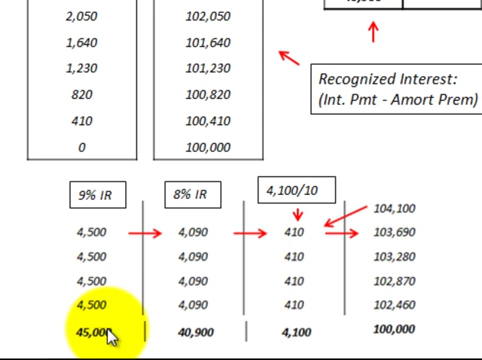 2,050 102,050
1,640 101,640
1,230 101,230
820 100,820
410 100,410
0 100,000
Recognized Interest:
(Int. Pmt - Amort Prem)
9% IR 8% IR 4,100/10
104,100
4,500 4,090 410 103,690
4,500 4,090 410 103,280
4,500 4,090 410 102,870
4,500 4,090 410 102,460
45,000 40,900 4,100 100,000